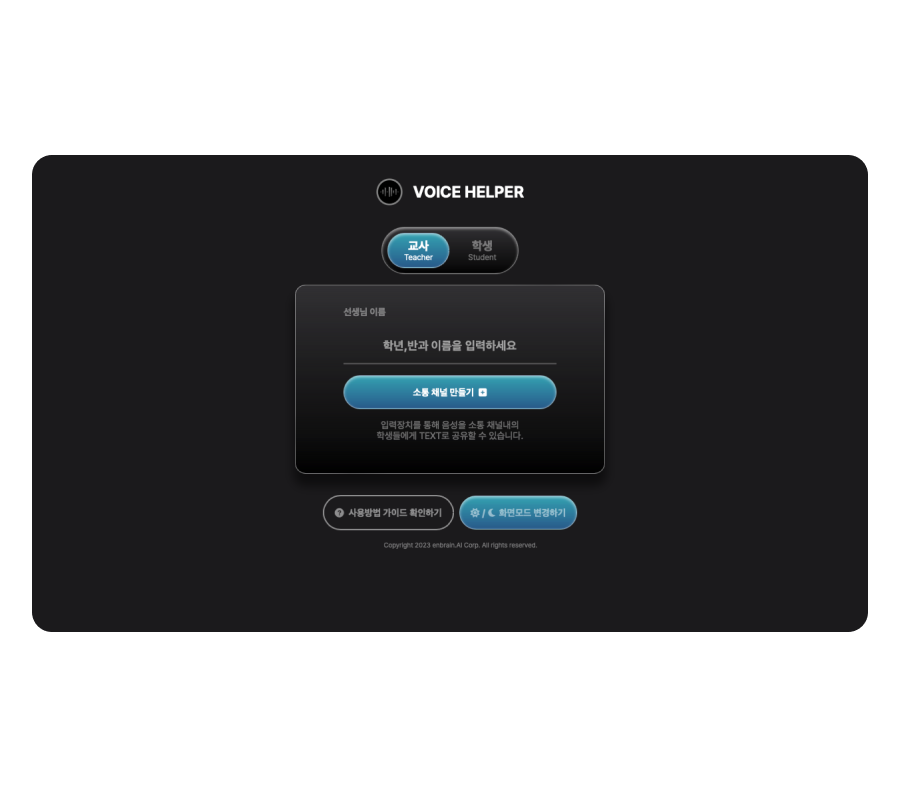 VOICE HELPER
교사
Teacher
학생
Student
선생님 이름
학년,반과 이름을 입력하세요
소통 채널 만들기
입력장치를 통해 음성을 소통 채널내의
학생들에게 TEXT로 공유할 수 있습니다.
사용방법 가이드 확인하기
/ 화면모드 변경하기
Copyright 2023 enbrain.AI Corp. All rights reserved.